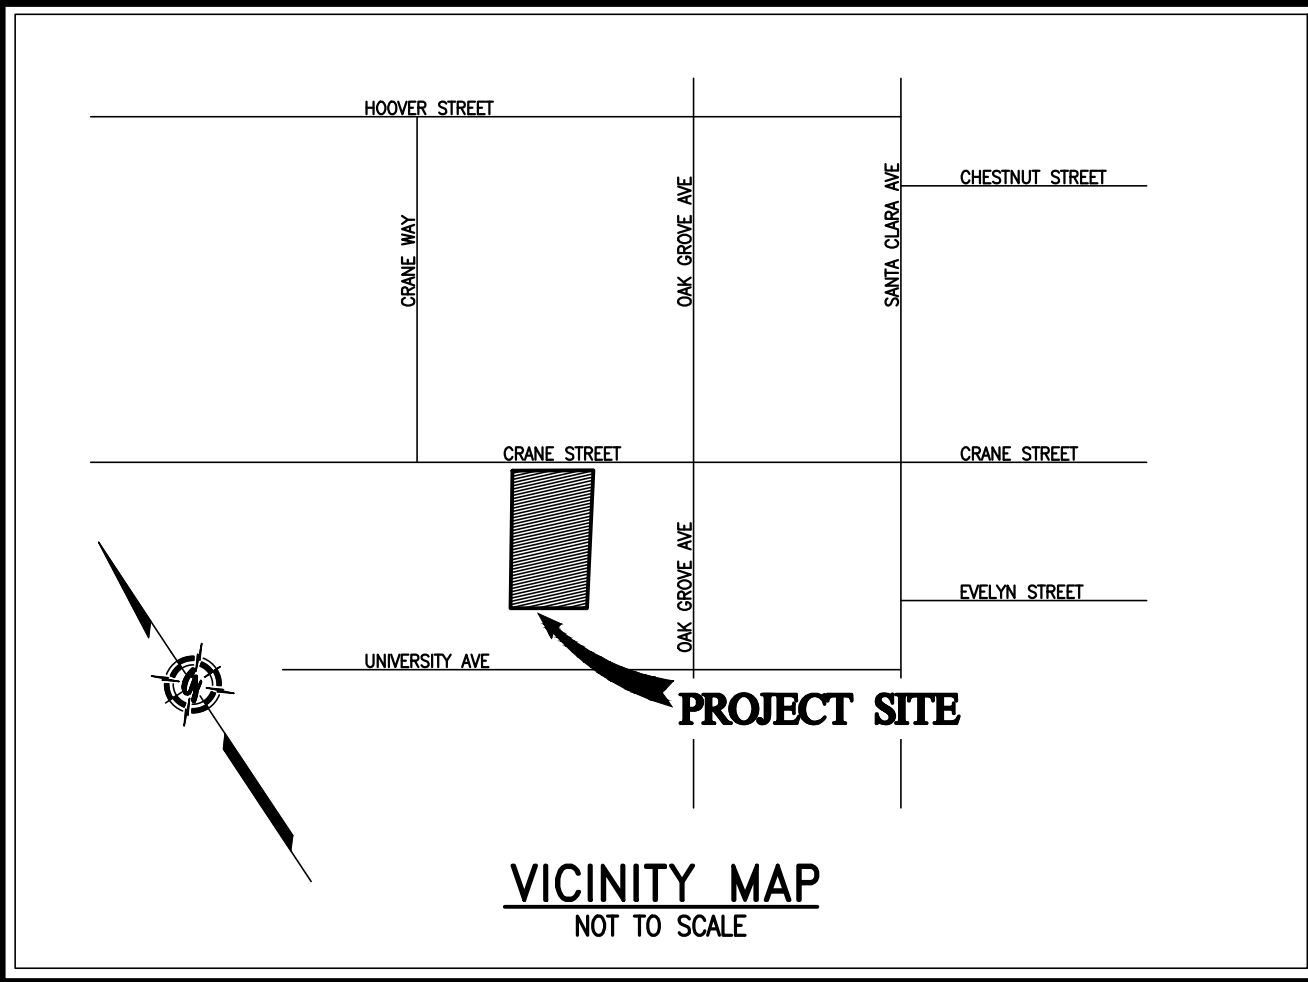 HOOVER STREET
CHESTNUT STREET
CRANE WAY
OAK GROVE AVE
SANTA CLARA AVE
CRANE STREET
CRANE STREET
OAK GROVE AVE
EVELYN STREET
UNIVERSITY AVE
PROJECT SITE
VICINITY MAP
NOT TO SCALE